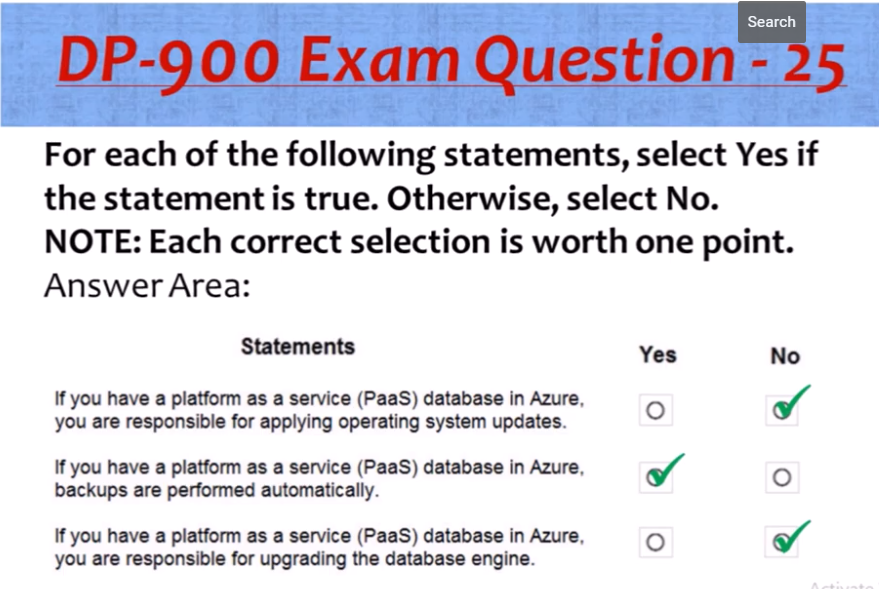 Search
DP-900 Exam Question - 25
For each of the following statements, select Yes if
the statement is true. Otherwise, select No.
NOTE: Each correct selection is worth one point.
Answer Area:
Statements Yes No
If you have a platform as a service (PaaS) database in Azure,
you are responsible for applying operating system updates.
If you have a platform as a service (PaaS) database in Azure,
backups are performed automatically.
If you have a platform as a service (PaaS) database in Azure,
you are responsible for upgrading the database engine.